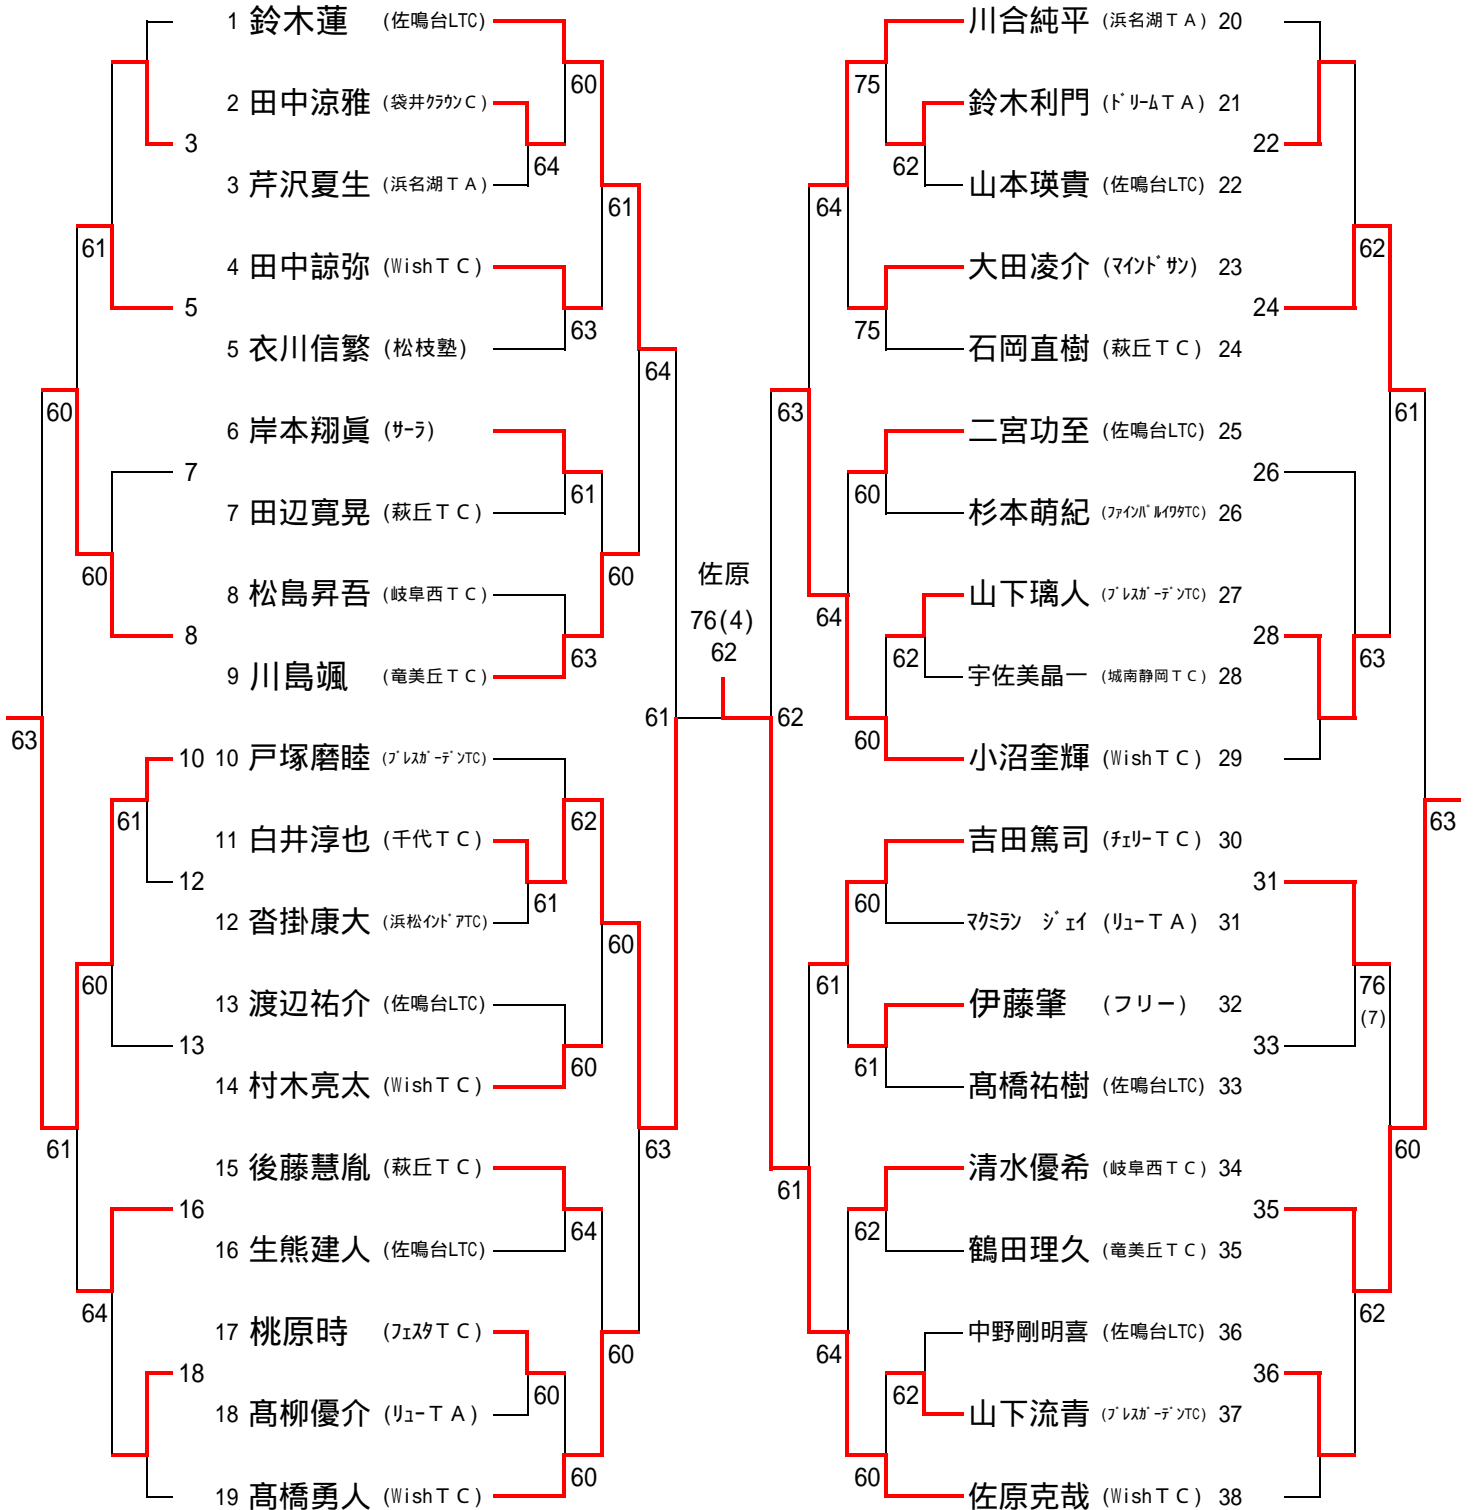 1 鈴木蓮 (佐鳴台LTC)
60
2 田中涼雅 (袋井クラウンC)
3
64
3 芹沢夏生 (浜名湖TA)
61
61
4 田中諒弥 (WishTC)
5
63
5 衣川信繁 (松枝塾)
64
60
6 岸本翔眞 (サーラ)
7
61
7 田辺寛晃 (萩丘TC)
60
60
8 松島昇吾 (岐阜西TC)
8
63
9 川島颯 (竜美丘TC)
61
63
10
10 戸塚磨睦 (ブレスガーデンTC)
61
62
11 白井淳也 (千代TC)
12
61
12 沓掛康大 (浜松インドアTC)
60
60
13 渡辺祐介 (佐鳴台LTC)
13
60
14 村木亮太 (WishTC)
61
63
15 後藤慧胤 (萩丘TC)
16
64
16 生熊建人 (佐鳴台LTC)
64
17 桃原時 (フェスタTC)
60
18
60
18 髙柳優介 (リューTA)
60
19 髙橋勇人 (WishTC)
佐原
76(4)
62
川合純平 (浜名湖TA) 20
75
鈴木利門 (ドリームTA) 21
22
62
山本瑛貴 (佐鳴台LTC) 22
64
62
大田凌介 (マインドサン) 23
24
75
石岡直樹 (萩丘TC) 24
63
61
二宮功至 (佐鳴台LTC) 25
26
60
杉本萌紀 (ファインバルイワタTC) 26
山下璃人 (ブレスガーデンTC) 27
64
28
62
63
宇佐美晶一 (城南静岡TC) 28
62
60
小沼奎輝 (WishTC) 29
63
吉田篤司 (チェリーTC) 30
31
60
マクミラン ジェイ (リューTA) 31
61
76
(7)
伊藤肇 (フリー) 32
33
61
髙橋祐樹 (佐鳴台LTC) 33
60
清水優希 (岐阜西TC) 34
61
35
62
鶴田理久 (竜美丘TC) 35
62
中野剛明喜 (佐鳴台LTC) 36
64
36
62
山下流青 (ブレスガーデンTC) 37
60
佐原克哉 (WishTC) 38